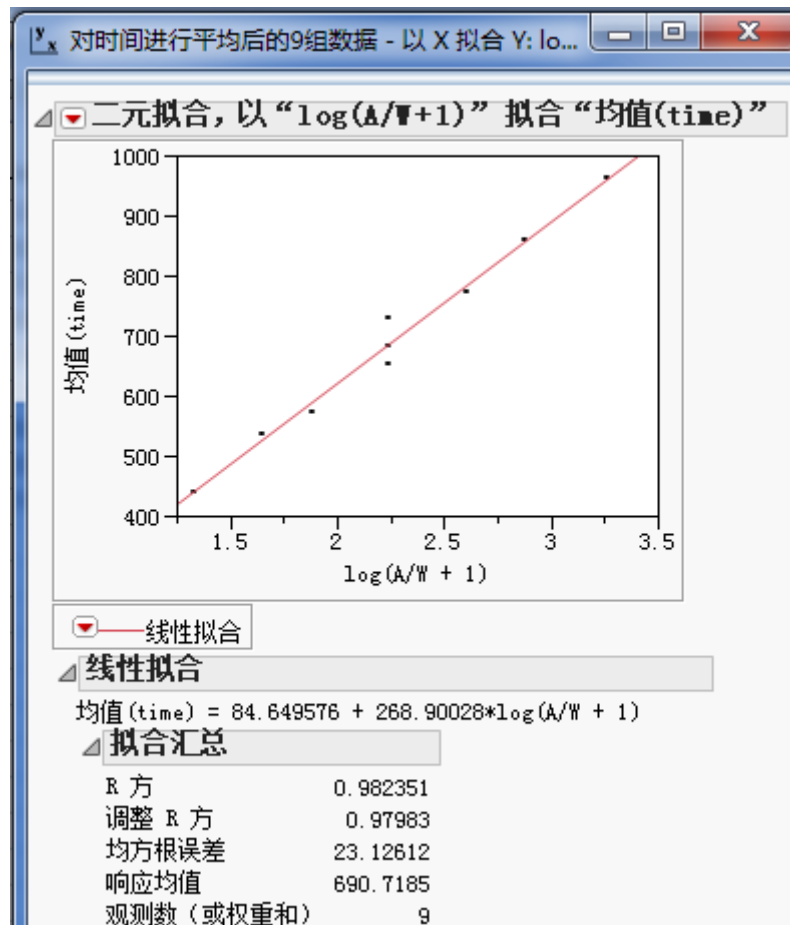 对时间进行平均后的9组数据 - 以 X 拟合 Y: lo...
二元拟合，以“log(A/W+1)” 拟合“均值(time)”
1000
900
800
700
600
500
400
均值(time)
1.5 2 2.5 3 3.5
log(A/W + 1)
线性拟合
线性拟合
均值(time) = 84.649576 + 268.90028*log(A/W + 1)
拟合汇总
R 方 0.982351
调整 R 方 0.97983
均方根误差 23.12612
响应均值 690.7185
观测数（或权重和） 9